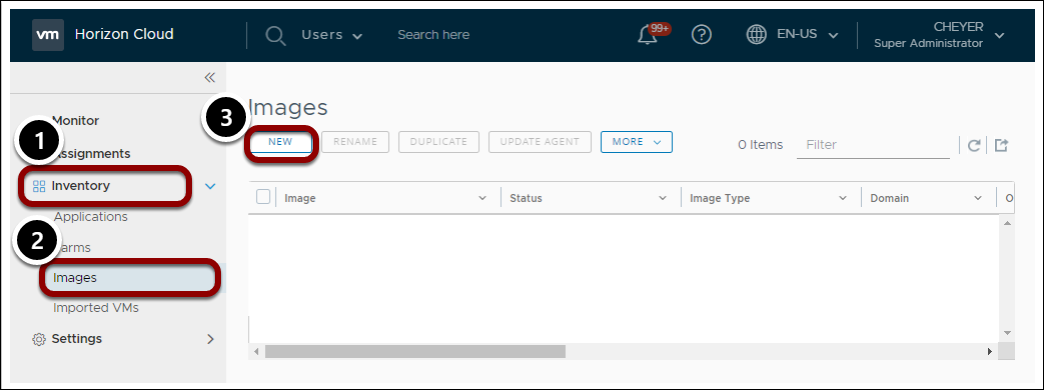 vm Horizon Cloud Users Search here 99+ ? EN-US CHEYER
Super Administrator
Monitor
1
Assignments
Inventory
Applications
2
arms
Images
Imported VMs
Settings
3
Images
NEW RENAME DUPLICATE UPDATE AGENT MORE 0 Items Filter
Image Status Image Type Domain O